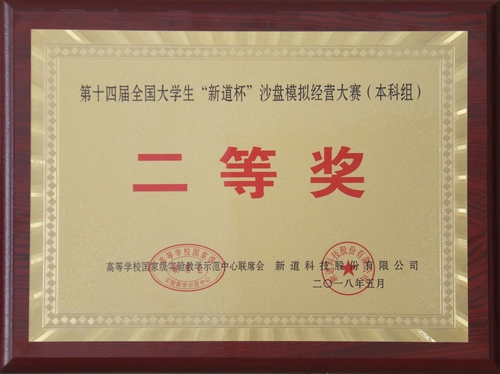 第十四届全国大学生“新道杯”沙盘模拟经营大赛（本科组）
二等奖
高等学校国家级实验教学示范中心联席会 新道科技股份有限公司
二〇一八年五月